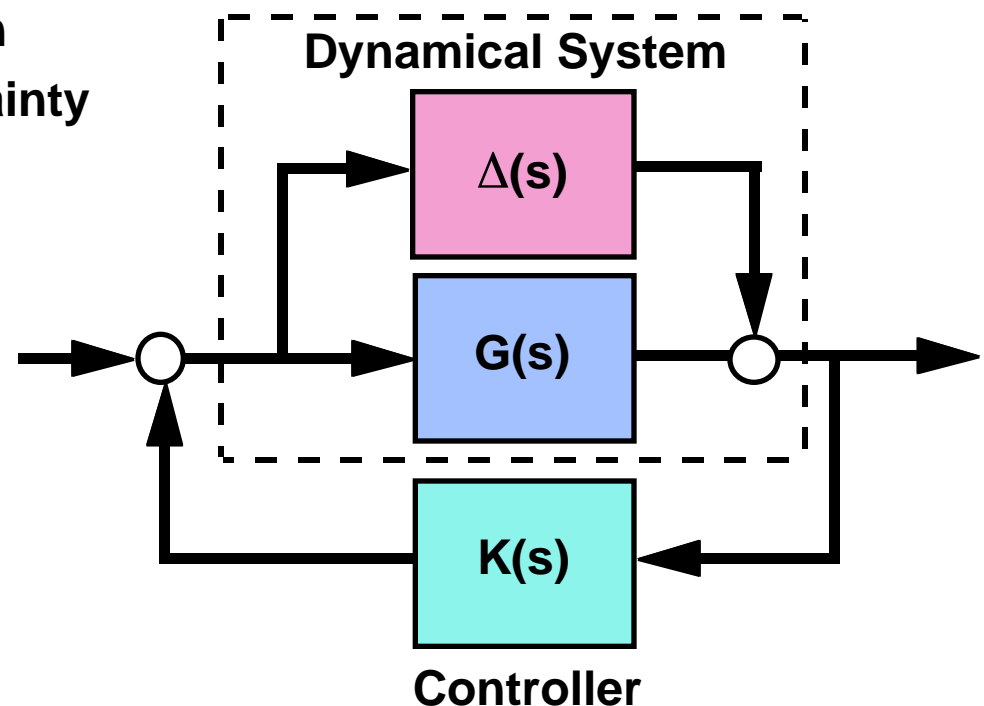 Dynamical System
Δ(s)
G(s)
K(s)
Controller